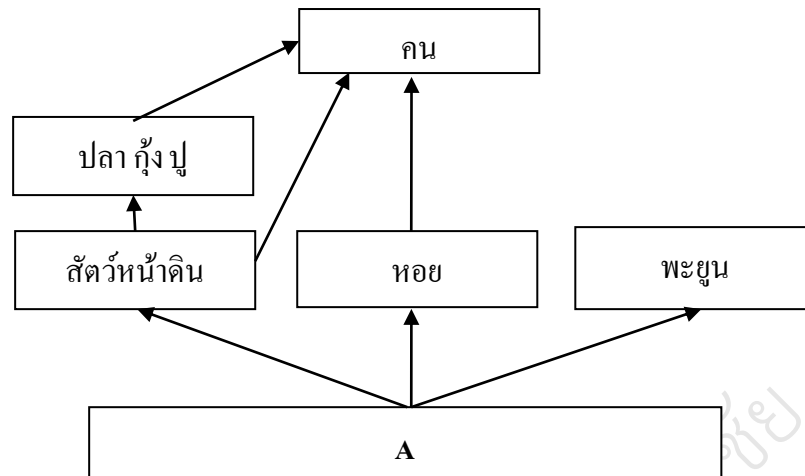 คน
ปลา กุ้ง ปู
สัตว์หน้าดิน
หอย
พะยูน
A